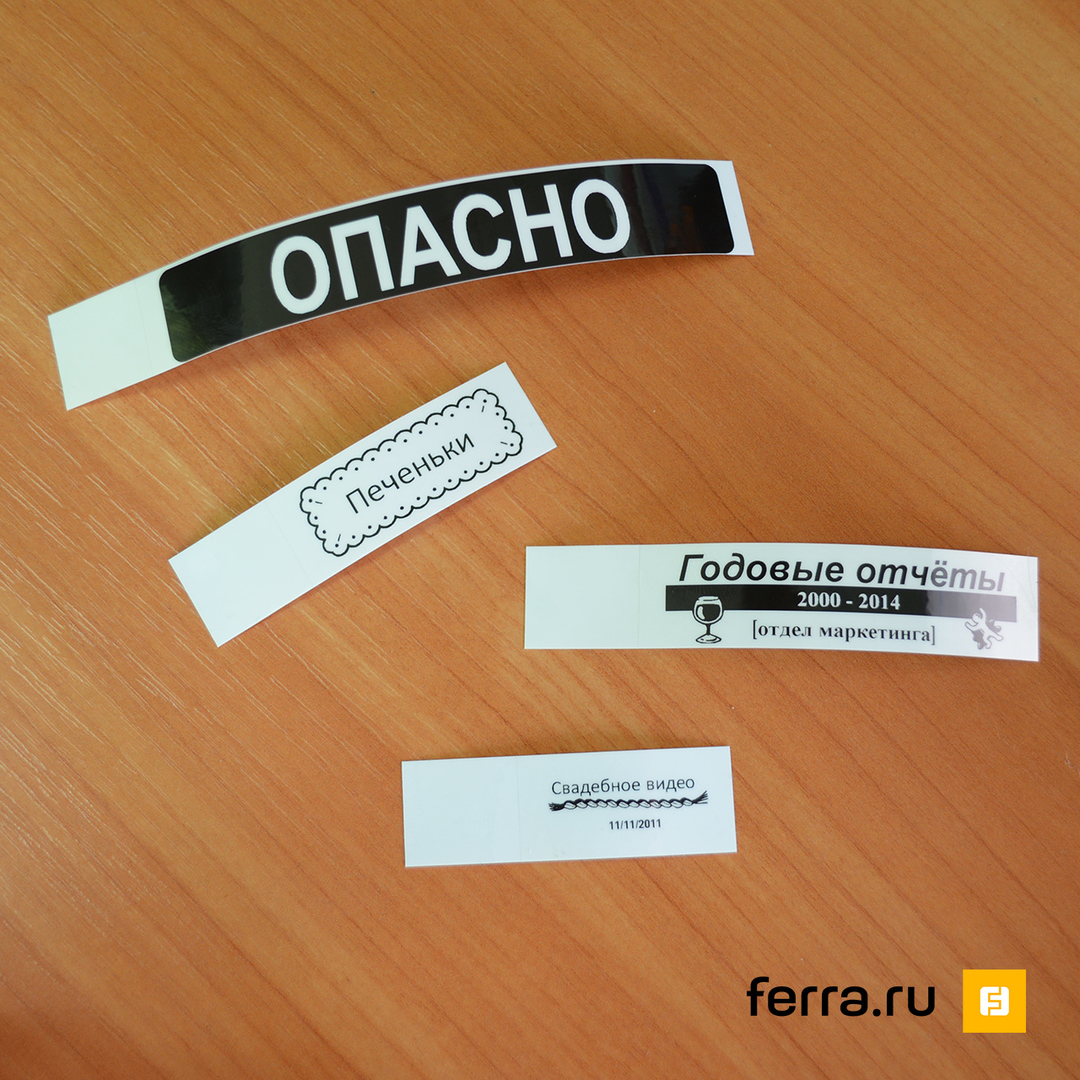 ОПАСНО
Печеньки
Годовые отчёты
2000 - 2014
[отдел маркетинга]
Свадебное видео
11/11/2011
ferra.ru